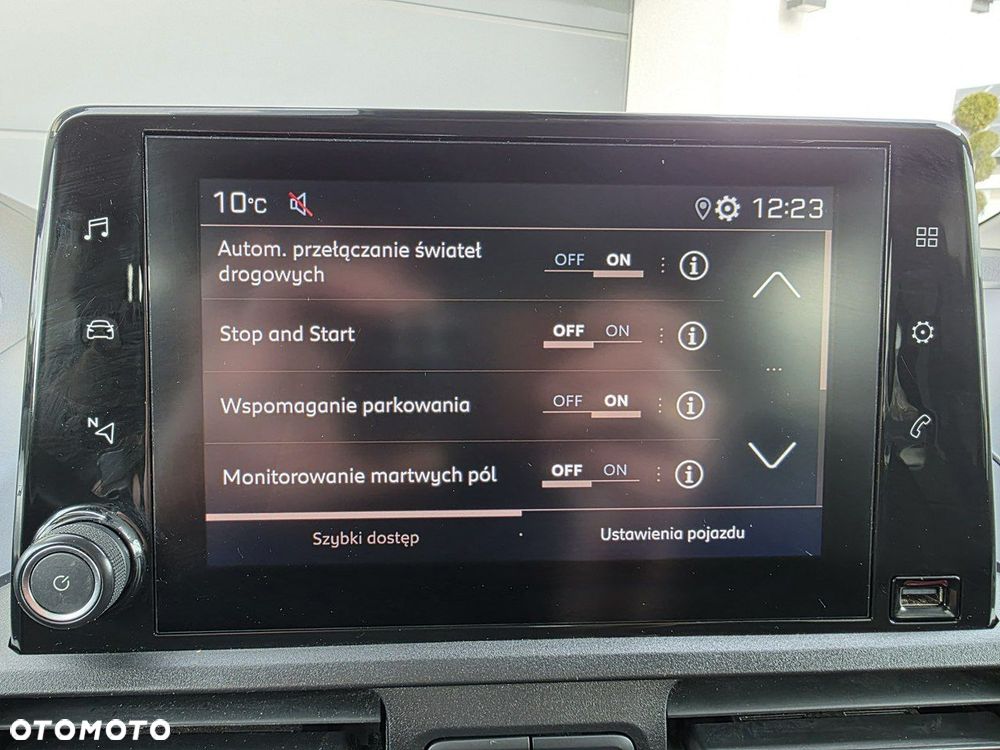 10°C
12:23
Autom. przełączanie świateł
drogowych
OFF ON
Stop and Start
OFF ON
Wspomaganie parkowania
OFF ON
Monitorowanie martwych pól
OFF ON
Szybki dostęp
Ustawienia pojazdu
N
OTOMOTO